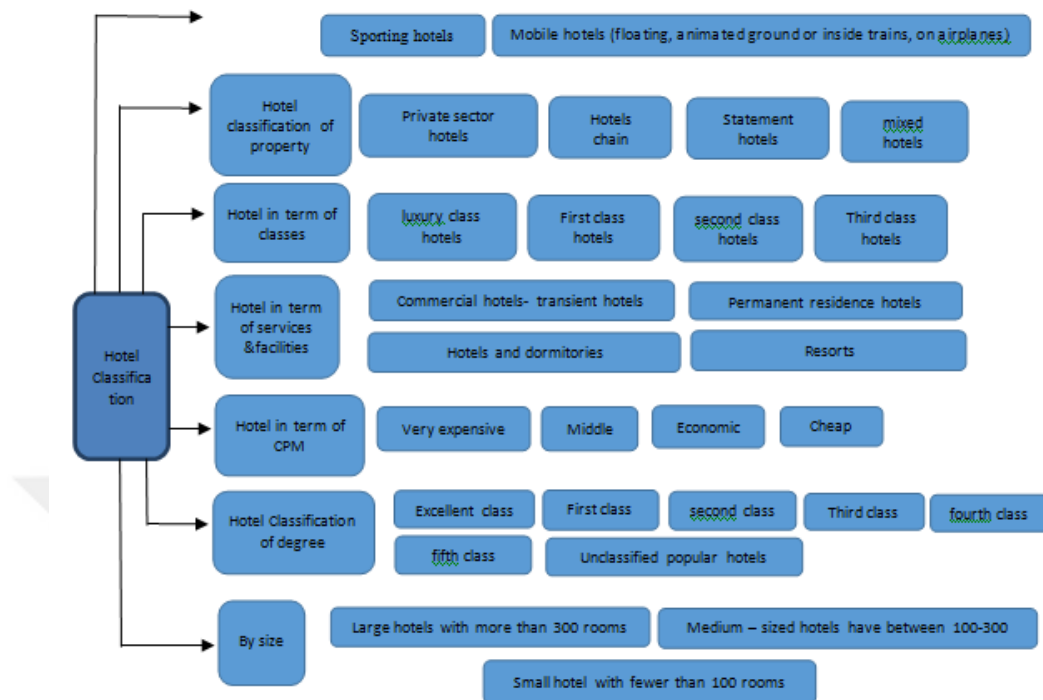 Sporting hotels
Mobile hotels (floating, animated ground or inside trains, on airplanes)
Hotel
classification of
property
Private sector
hotels
Hotels
chain
Statement
hotels
mixed
hotels
Hotel in term of
classes
luxury class
hotels
First class
hotels
second class
hotels
Third class
hotels
Hotel in term
of services
&facilities
Commercial hotels- transient hotels
Permanent residence hotels
Hotels and dormitories
Resorts
Hotel
Classifica
tion
Hotel in term of
CPM
Very expensive
Middle
Economic
Cheap
Hotel Classification
of degree
Excellent class
First class
second class
Third class
fourth class
fifth class
Unclassified popular hotels
By size
Large hotels with more than 300 rooms
Medium – sized hotels have between 100-300
Small hotel with fewer than 100 rooms